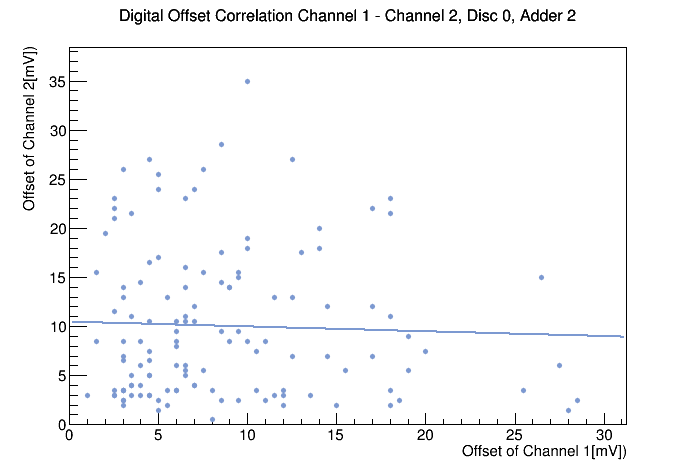 Digital Offset Correlation Channel 1 - Channel 2, Disc 0, Adder 2
Offset of Channel 2[mV])
35
30
25
20
15
10
5
0
0 5 10 15 20 25 30
Offset of Channel 1[mV])